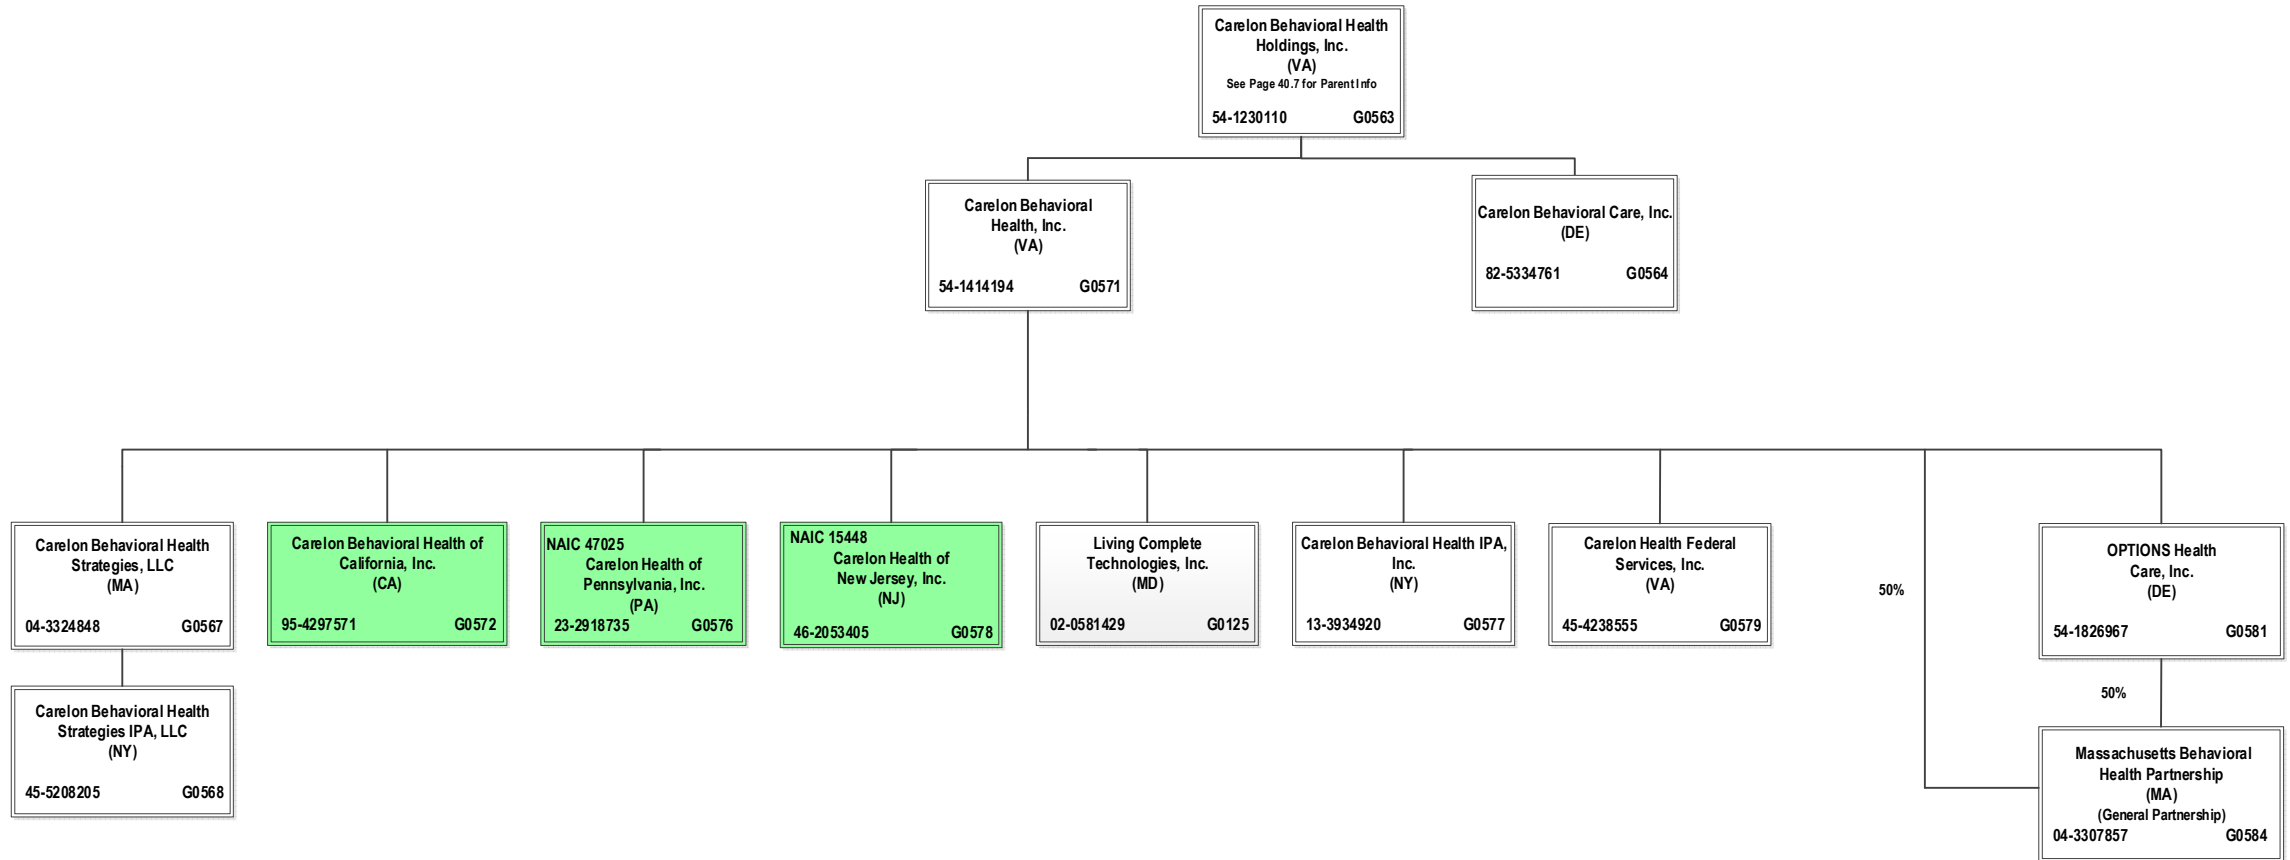 Carelon Behavioral Health
Holdings, Inc.
(VA)
See Page 40.7 for Parent Info
54-1230110 G0563
Carelon Behavioral
Health, Inc.
(VA)
54-1414194 G0571
Carelon Behavioral Care, Inc.
(DE)
82-5334761 G0564
Carelon Behavioral Health
Strategies, LLC
(MA)
04-3324848 G0567
Carelon Behavioral Health of
California, Inc.
(CA)
95-4297571 G0572
NAIC 47025
Carelon Health of
Pennsylvania, Inc.
(PA)
23-2918735 G0576
NAIC 15448
Carelon Health of
New Jersey, Inc.
(NJ)
46-2053405 G0578
Living Complete
Technologies, Inc.
(MD)
02-0581429 G0125
Carelon Behavioral Health IPA,
Inc.
(NY)
13-3934920 G0577
Carelon Health Federal
Services, Inc.
(VA)
45-4238555 G0579
50%
OPTIONS Health
Care, Inc.
(DE)
54-1826967 G0581
50%
Carelon Behavioral Health
Strategies IPA, LLC
(NY)
45-5208205 G0568
Massachusetts Behavioral
Health Partnership
(MA)
(General Partnership)
04-3307857 G0584